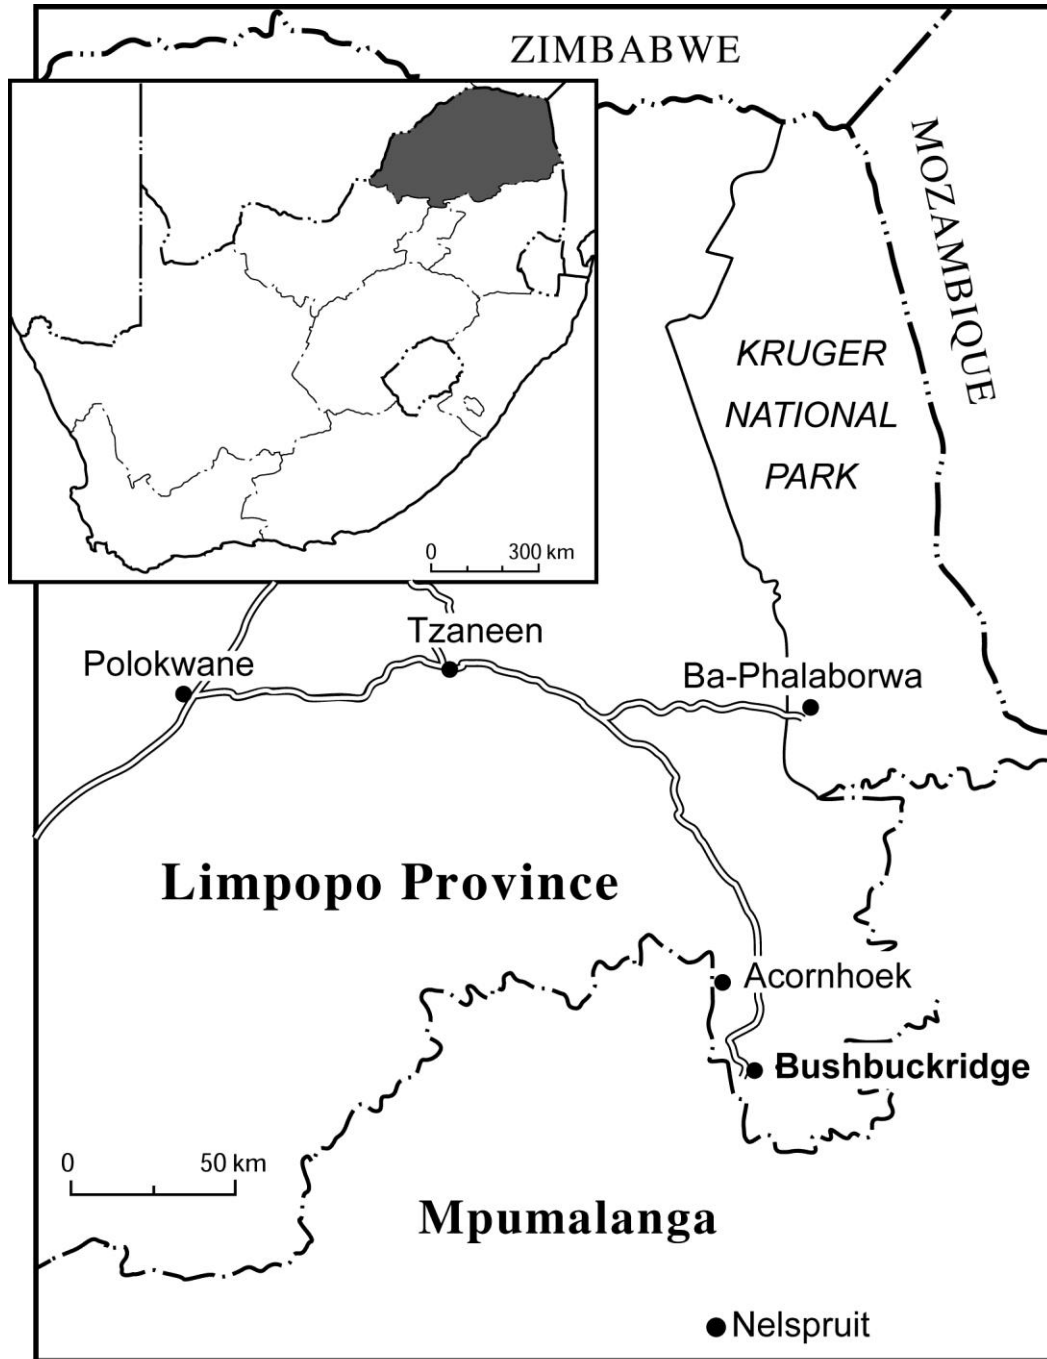 ZIMBABWE
MOZAMBIQUE
KRUGER
NATIONAL
PARK
0 300 km
Tzaneen
Polokwane
Ba-Phalaborwa
Limpopo Province
Acornhoek
Bushbuckridge
0 50 km
Mpumalanga
Nelspruit